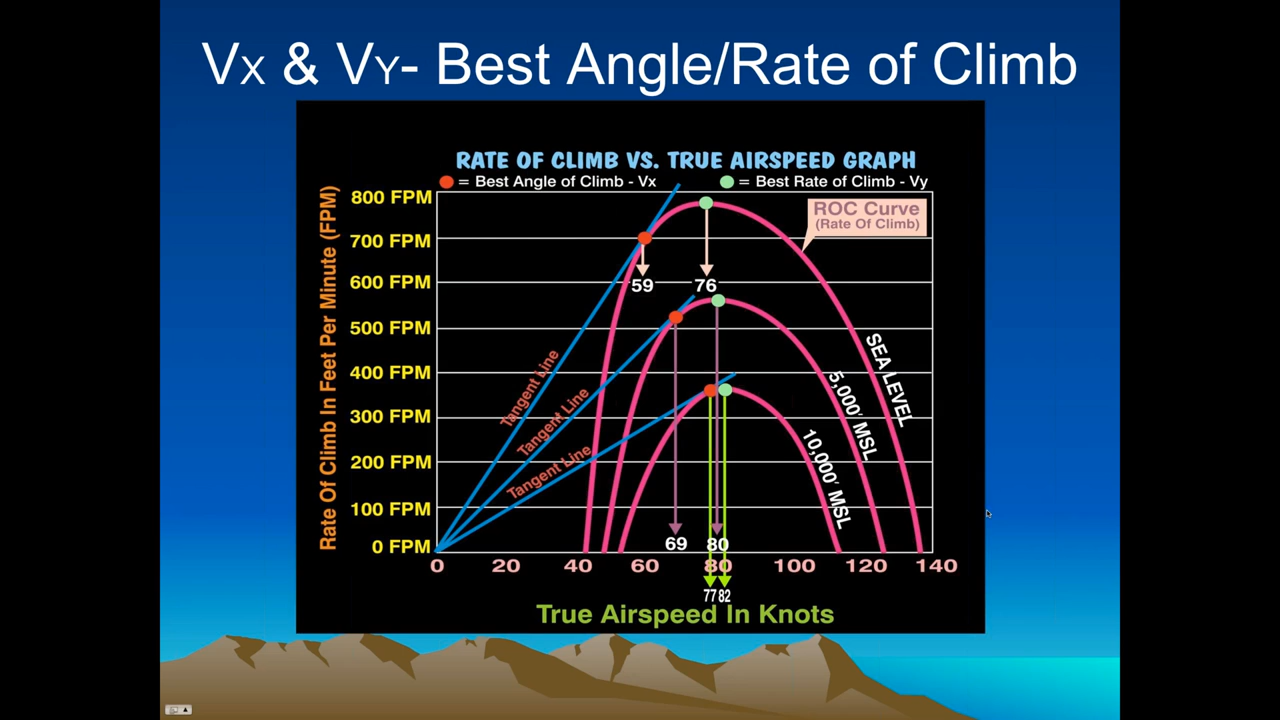 Vx & Vy- Best Angle/Rate of Climb
RATE OF CLIMB VS. TRUE AIRSPEED GRAPH
= Best Angle of Climb - Vx
= Best Rate of Climb - Vy
Rate Of Climb In Feet Per Minute (FPM)
800 FPM
700 FPM
600 FPM
500 FPM
400 FPM
300 FPM
200 FPM
100 FPM
0 FPM
ROC Curve
(Rate Of Climb)
59
76
Tangent Line
Tangent Line
Tangent Line
SEA LEVEL
5,000' MSL
10,000' MSL
69
80
0 20 40 60 80 100 120 140
77 82
True Airspeed In Knots